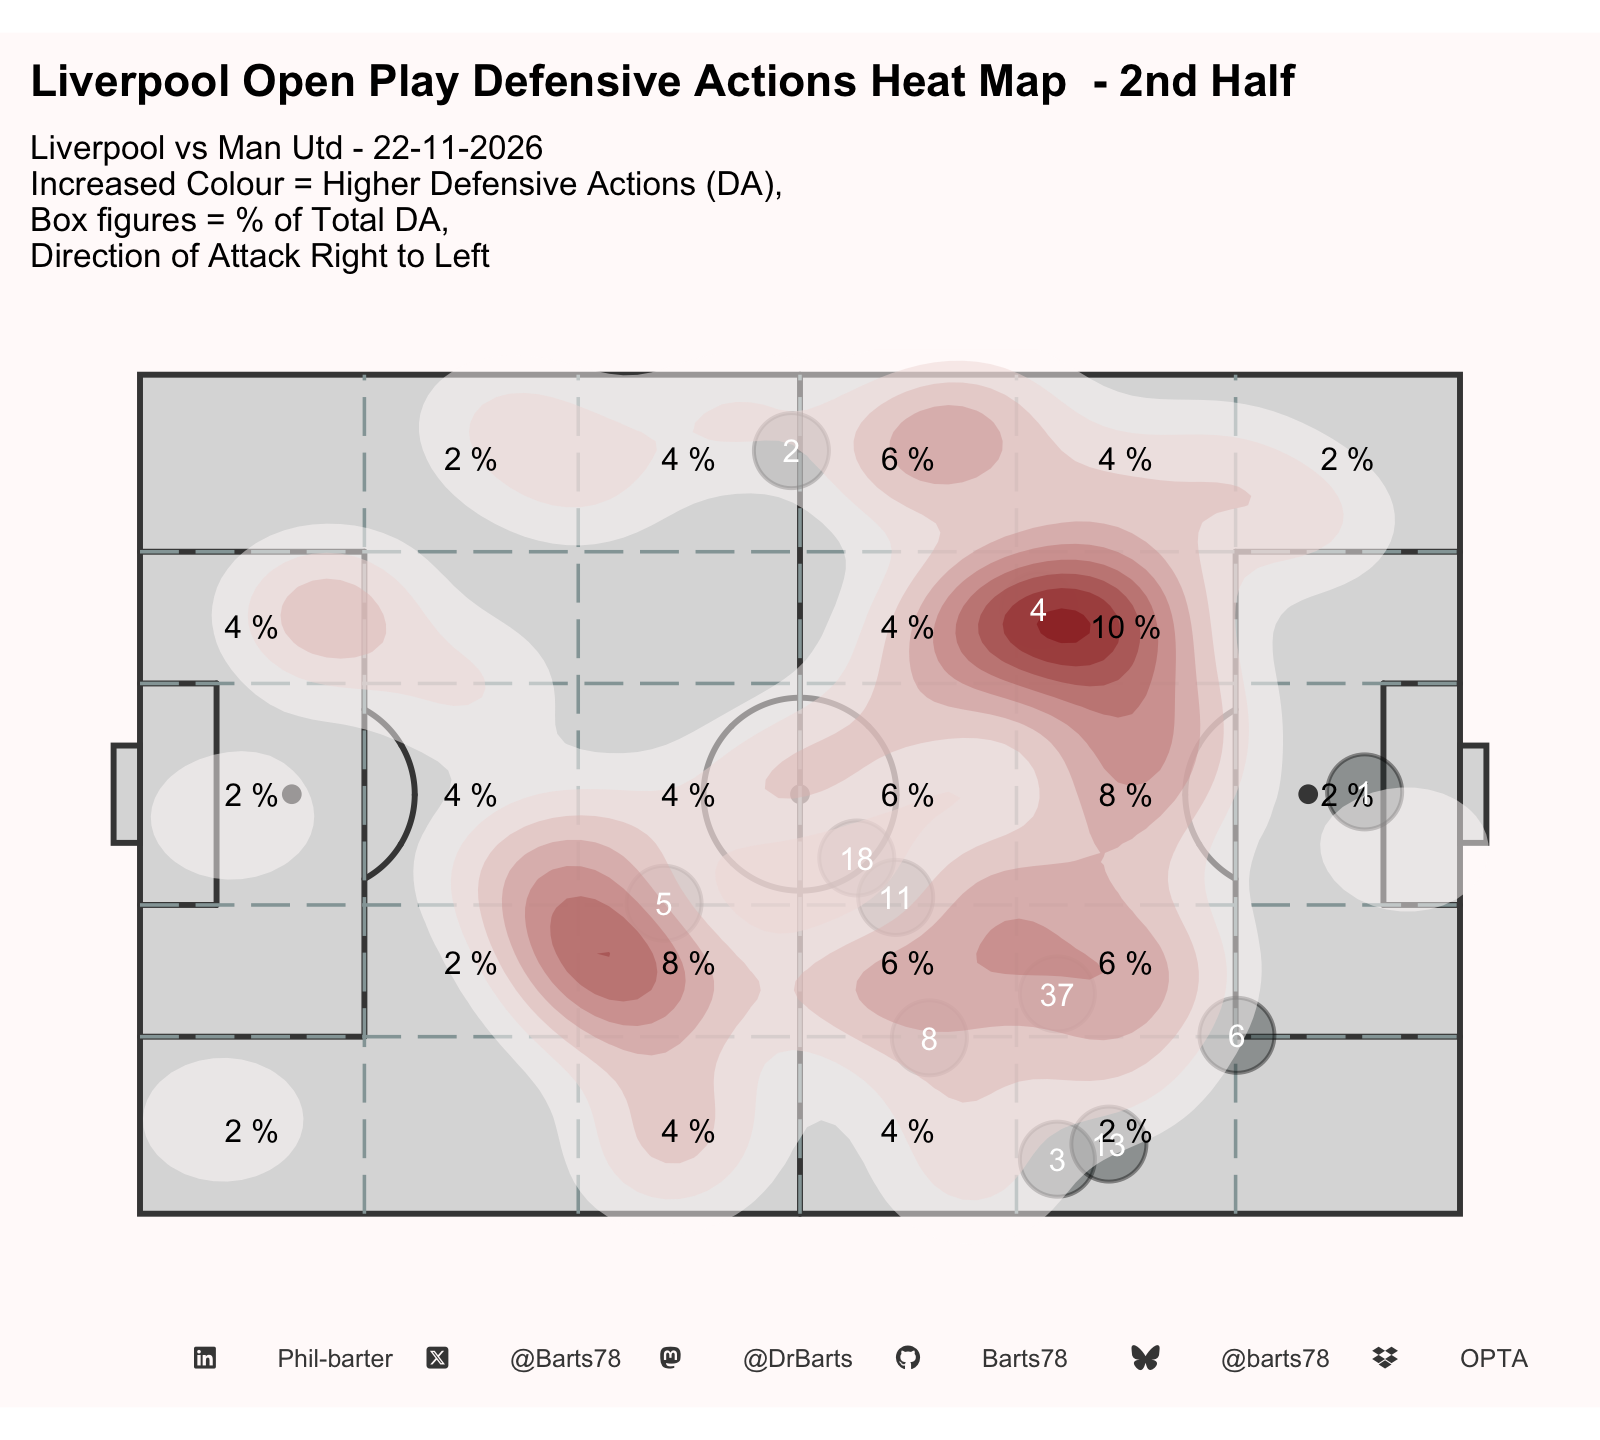 Liverpool Open Play Defensive Actions Heat Map  - 2nd Half
Liverpool vs Man Utd - 22-11-2026
Increased Colour = Higher Defensive Actions (DA),
Box figures = % of Total DA,
Direction of Attack Right to Left
2
2 % 4 % 6 % 4 % 2 %
4
4 % 4 % 10 %
2 % 4 % 4 % 6 % 8 % 2 % 1
18
5 11
2 % 8 % 6 % 6 %
37
8 6
2 % 4 % 4 % 2 %
3 13
Phil-barter @Barts78 @DrBarts Barts78 @barts78 OPTA